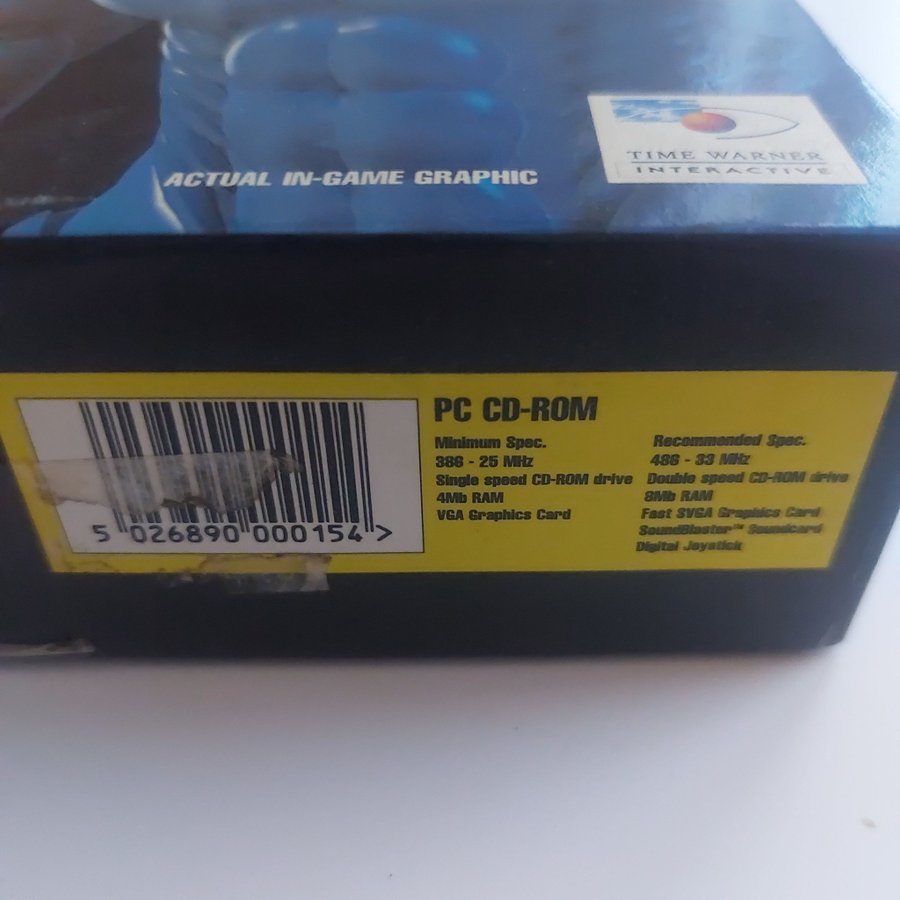 ACTUAL IN-GAME GRAPHIC
TIME WARNER
INTERACTIVE
PC CD-ROM
Minimum Spec.
386 - 25 MHz
Single speed CD-ROM drive
4Mb RAM
VGA Graphics Card
Recommended Spec.
486 - 33 MHz
Double speed CD-ROM drive
8Mb RAM
Fast SVGA Graphics Card
SoundBlaster™ Soundcard
Digital Joystick
5 026890 000154 >